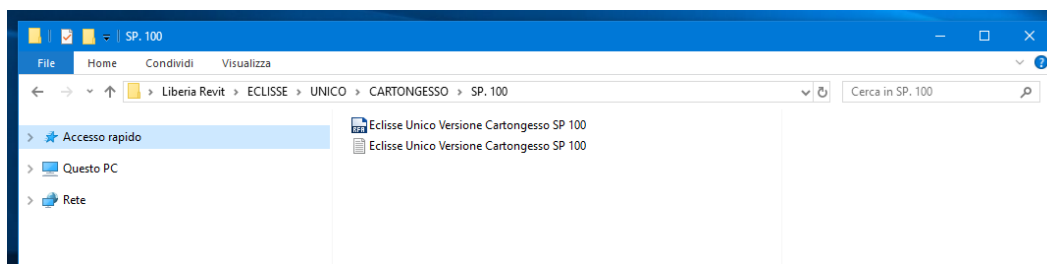 SP. 100
File Home Condividi Visualizza
Liberia Revit > ECLISSE > UNICO > CARTONGESSO > SP. 100
Cerca in SP. 100
Accesso rapido
Questo PC
Rete
RFA Eclisse Unico Versione Cartongesso SP 100
Eclisse Unico Versione Cartongesso SP 100